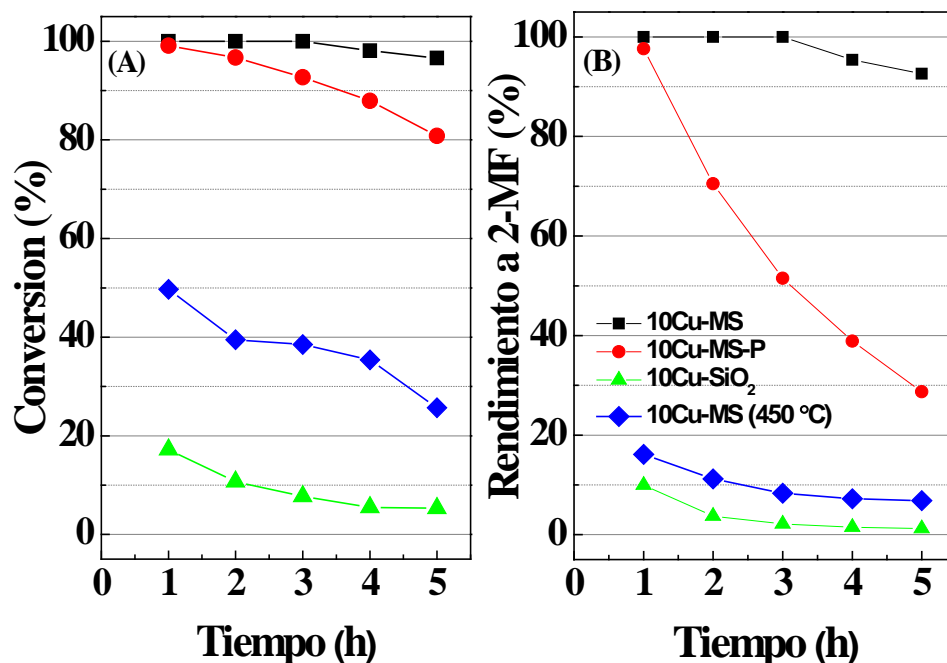 (A)
Conversion (%)
100
80
60
40
20
0
0 1 2 3 4 5
Tiempo (h)
(B)
Rendimiento a 2-MF (%)
100
80
60
40
20
0
10Cu-MS
10Cu-MS-P
10Cu-SiO₂
10Cu-MS (450 °C)
0 1 2 3 4 5
Tiempo (h)